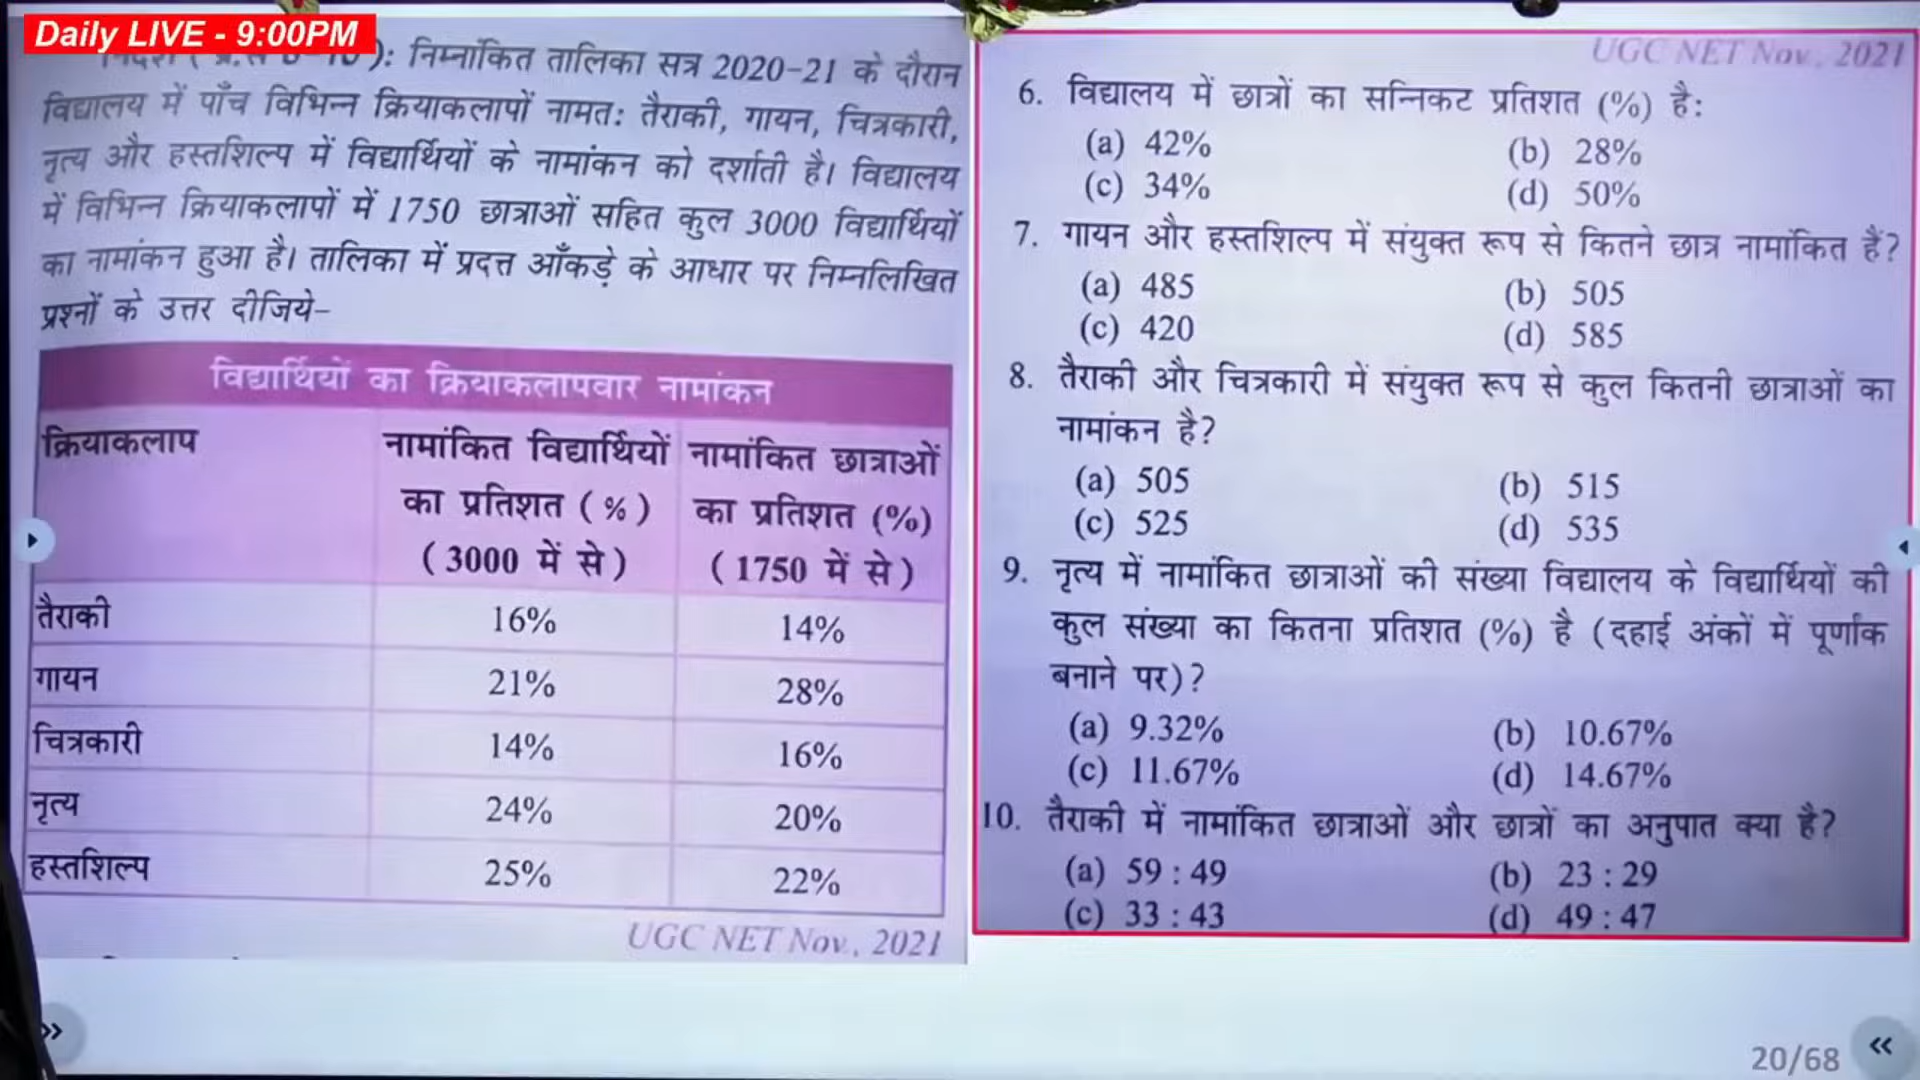 Daily LIVE - 9:00PM
): निम्नांकित तालिका सत्र 2020-21 के दौरान
विद्यालय में पाँच विभिन्न क्रियाकलापों नामत: तैराकी, गायन, चित्रकारी,
नृत्य और हस्तशिल्प में विद्यार्थियों के नामांकन को दर्शाती है। विद्यालय
में विभिन्न क्रियाकलापों में 1750 छात्राओं सहित कुल 3000 विद्यार्थियों
का नामांकन हुआ है। तालिका में प्रदत्त आँकड़े के आधार पर निम्नलिखित
प्रश्नों के उत्तर दीजिये-
विद्यार्थियों का क्रियाकलापवार नामांकन
क्रियाकलाप नामांकित विद्यार्थियों नामांकित छात्राओं
का प्रतिशत (%) का प्रतिशत (%)
(3000 में से) (1750 में से)
तैराकी 16% 14%
गायन 21% 28%
चित्रकारी 14% 16%
नृत्य 24% 20%
हस्तशिल्प 25% 22%
UGC NET Nov., 2021
UGC NET Nov., 2021
6. विद्यालय में छात्रों का सन्निकट प्रतिशत (%) है:
(a) 42% (b) 28%
(c) 34% (d) 50%
7. गायन और हस्तशिल्प में संयुक्त रूप से कितने छात्र नामांकित हैं?
(a) 485 (b) 505
(c) 420 (d) 585
8. तैराकी और चित्रकारी में संयुक्त रूप से कुल कितनी छात्राओं का
नामांकन है?
(a) 505 (b) 515
(c) 525 (d) 535
9. नृत्य में नामांकित छात्राओं की संख्या विद्यालय के विद्यार्थियों की
कुल संख्या का कितना प्रतिशत (%) है (दहाई अंकों में पूर्णांक
बनाने पर)?
(a) 9.32% (b) 10.67%
(c) 11.67% (d) 14.67%
10. तैराकी में नामांकित छात्राओं और छात्रों का अनुपात क्या है?
(a) 59 : 49 (b) 23 : 29
(c) 33 : 43 (d) 49 : 47
20/68